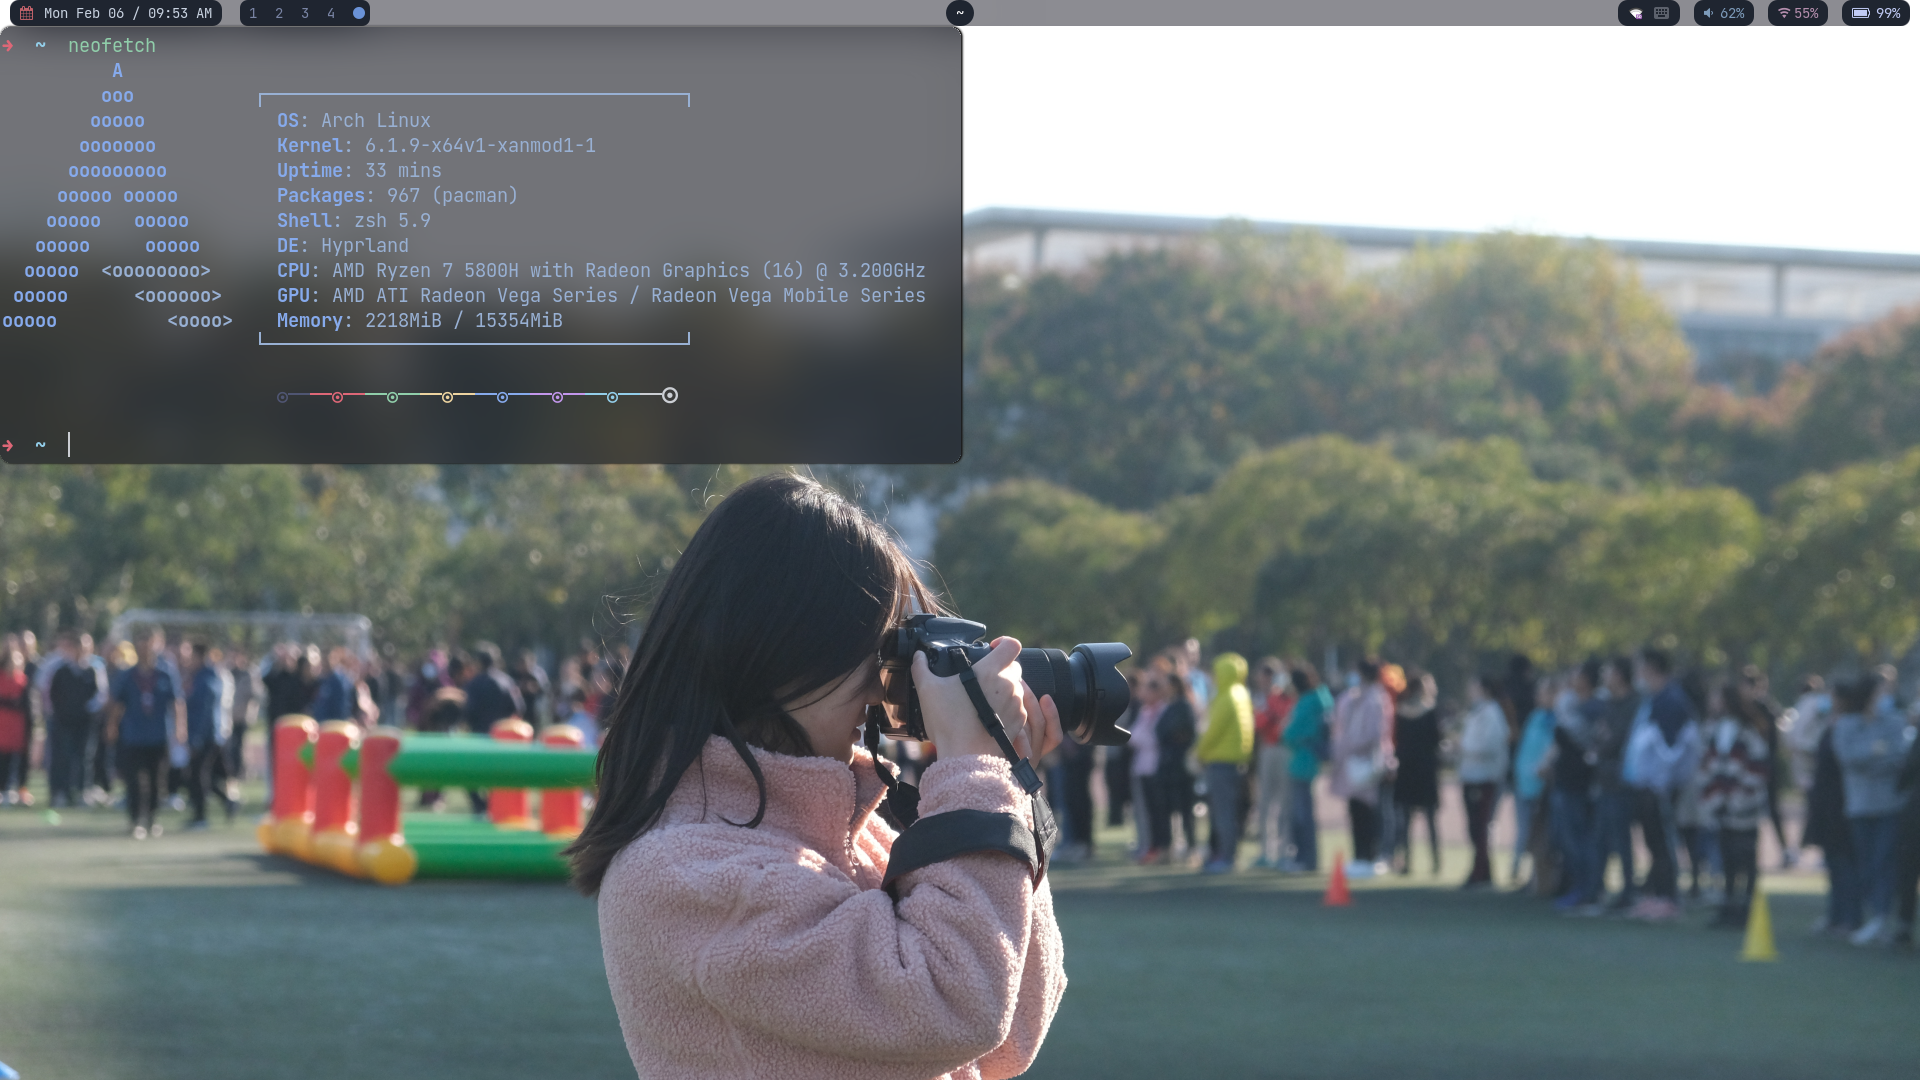 Mon Feb 06 / 09:53 AM 1 2 3 4 ~ 62% 55% 99%
➜ ~ neofetch
A
ooo
ooooo OS: Arch Linux
ooooooo Kernel: 6.1.9-x64v1-xanmod1-1
ooooooooo Uptime: 33 mins
ooooo ooooo Packages: 967 (pacman)
ooooo ooooo Shell: zsh 5.9
ooooo ooooo DE: Hyprland
ooooo <oooooooo> CPU: AMD Ryzen 7 5800H with Radeon Graphics (16) @ 3.200GHz
ooooo <oooooo> GPU: AMD ATI Radeon Vega Series / Radeon Vega Mobile Series
ooooo <oooo> Memory: 2218MiB / 15354MiB
➜ ~